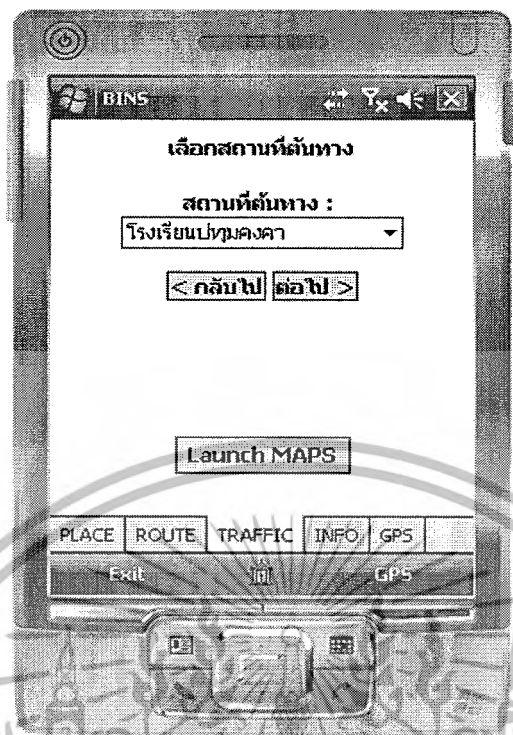 BINS
เลือกสถานที่ต้นทาง
สถานที่ต้นทาง :
โรงเรียนปทุมคงคา
< กลับไป ต่อไป >
Launch MAPS
PLACE ROUTE TRAFFIC INFO GPS
Exit GPS